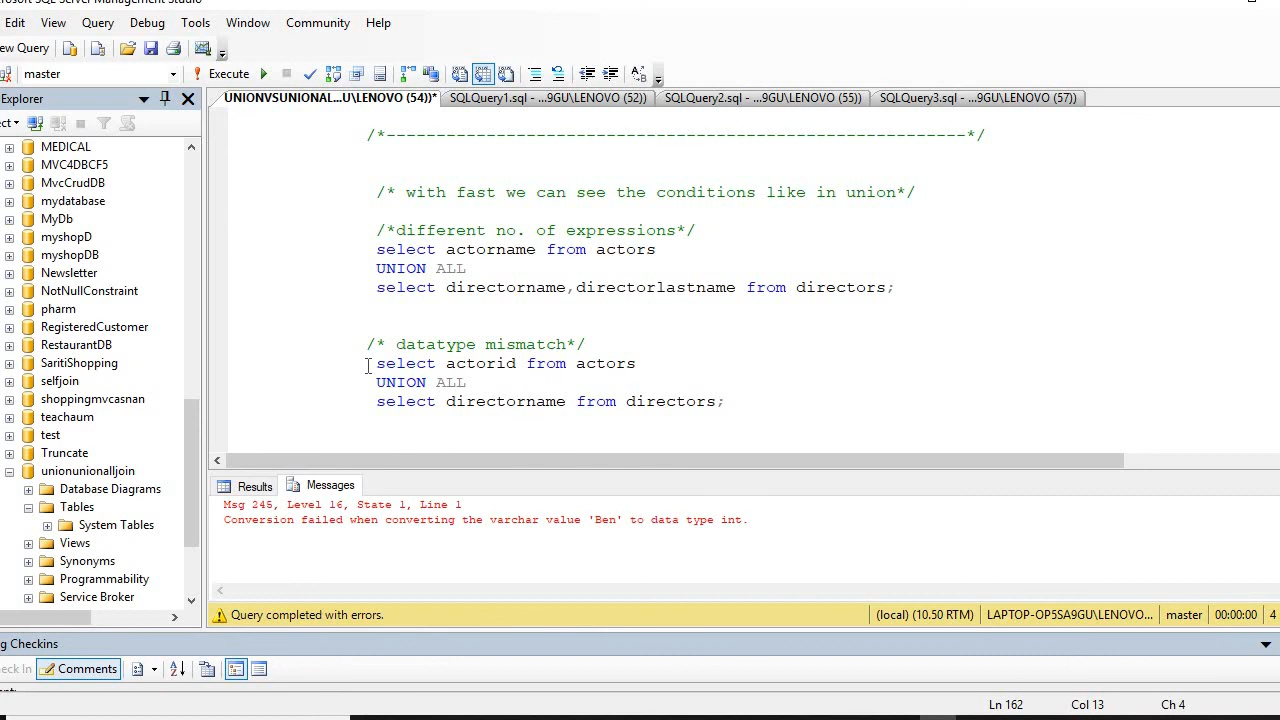 Microsoft SQL Server Management Studio
Edit View Query Debug Tools Window Community Help
ew Query
master Execute
Explorer UNIONVSUNIONAL...U\LENOVO (54))* SQLQuery1.sql - ...9GU\LENOVO (52)) SQLQuery2.sql - ...9GU\LENOVO (55)) SQLQuery3.sql - ...9GU\LENOVO (57))
ct
MEDICAL
MVC4DBCF5
MvcCrudDB
mydatabase
MyDb
myshopD
myshopDB
Newsletter
NotNullConstraint
pharm
RegisteredCustomer
RestaurantDB
SaritiShopping
selfjoin
shoppingmvcasnan
teachaum
test
Truncate
unionunionalljoin
Database Diagrams
Tables
System Tables
Views
Synonyms
Programmability
Service Broker
/*----------------------------------------------------------*/
/* with fast we can see the conditions like in union*/
/*different no. of expressions*/
select actorname from actors
UNION ALL
select directorname,directorlastname from directors;
/* datatype mismatch*/
select actorid from actors
UNION ALL
select directorname from directors;
Results Messages
Msg 245, Level 16, State 1, Line 1
Conversion failed when converting the varchar value 'Ben' to data type int.
Query completed with errors. (local) (10.50 RTM) LAPTOP-OP5SA9GU\LENOVO... master 00:00:00 4
g Checkins
eck In Comments
Ln 162 Col 13 Ch 4